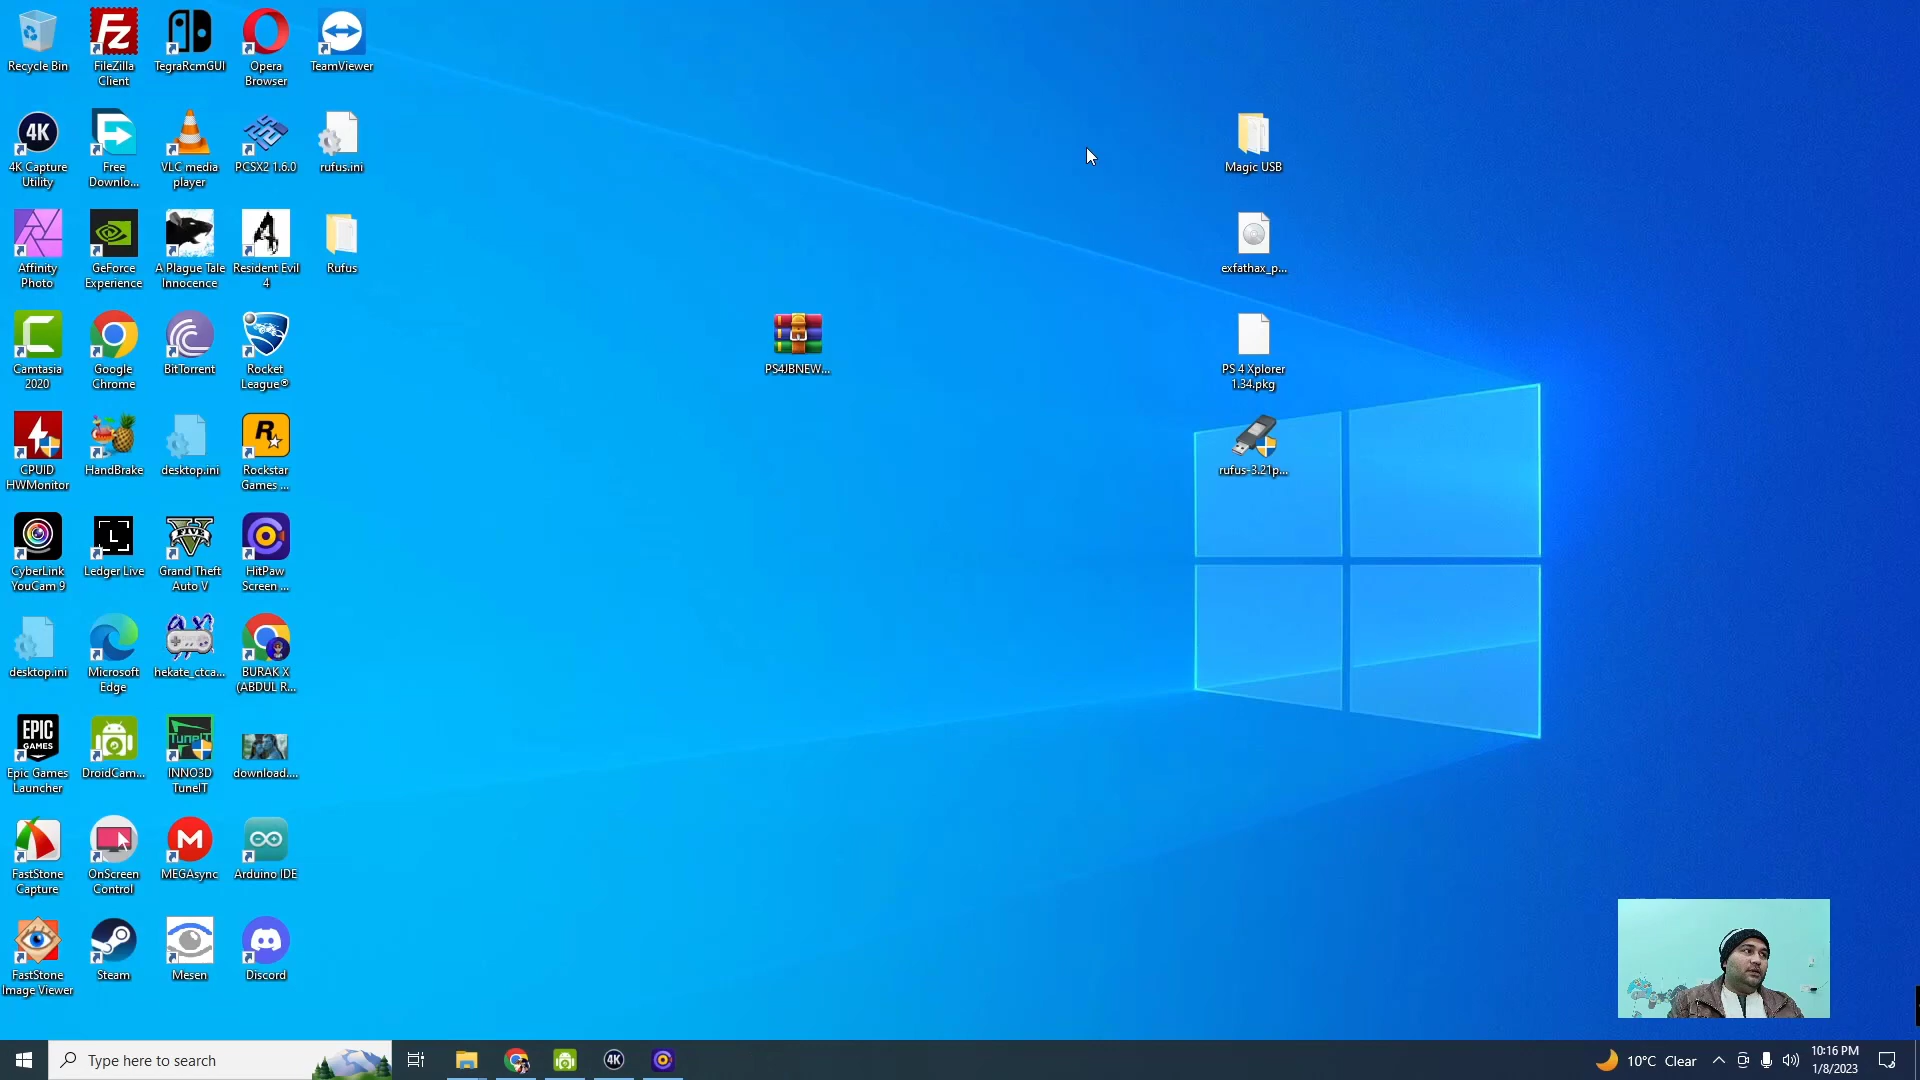 Recycle Bin
FileZilla
Client
TegraRcmGUI
Opera
Browser
TeamViewer
4K Capture
Utility
Free
Downlo...
VLC media
player
PCSX2 1.6.0
rufus.ini
Affinity
Photo
GeForce
Experience
A Plague Tale
Innocence
Resident Evil
4
Rufus
Camtasia
2020
Google
Chrome
BitTorrent
Rocket
League®
CPUID
HWMonitor
HandBrake
desktop.ini
Rockstar
Games ...
CyberLink
YouCam 9
Ledger Live
Grand Theft
Auto V
HitPaw
Screen ...
desktop.ini
Microsoft
Edge
hekate_ctca...
BURAK X
(ABDUL R...
Epic Games
Launcher
DroidCam...
INNO3D
TuneIT
download....
FastStone
Capture
OnScreen
Control
MEGAsync
Arduino IDE
FastStone
Image Viewer
Steam
Mesen
Discord
PS4JBNEW...
Magic USB
exfathax_p...
PS 4 Xplorer
1.34.pkg
rufus-3.21p...
Type here to search
10°C Clear
10:16 PM
1/8/2023